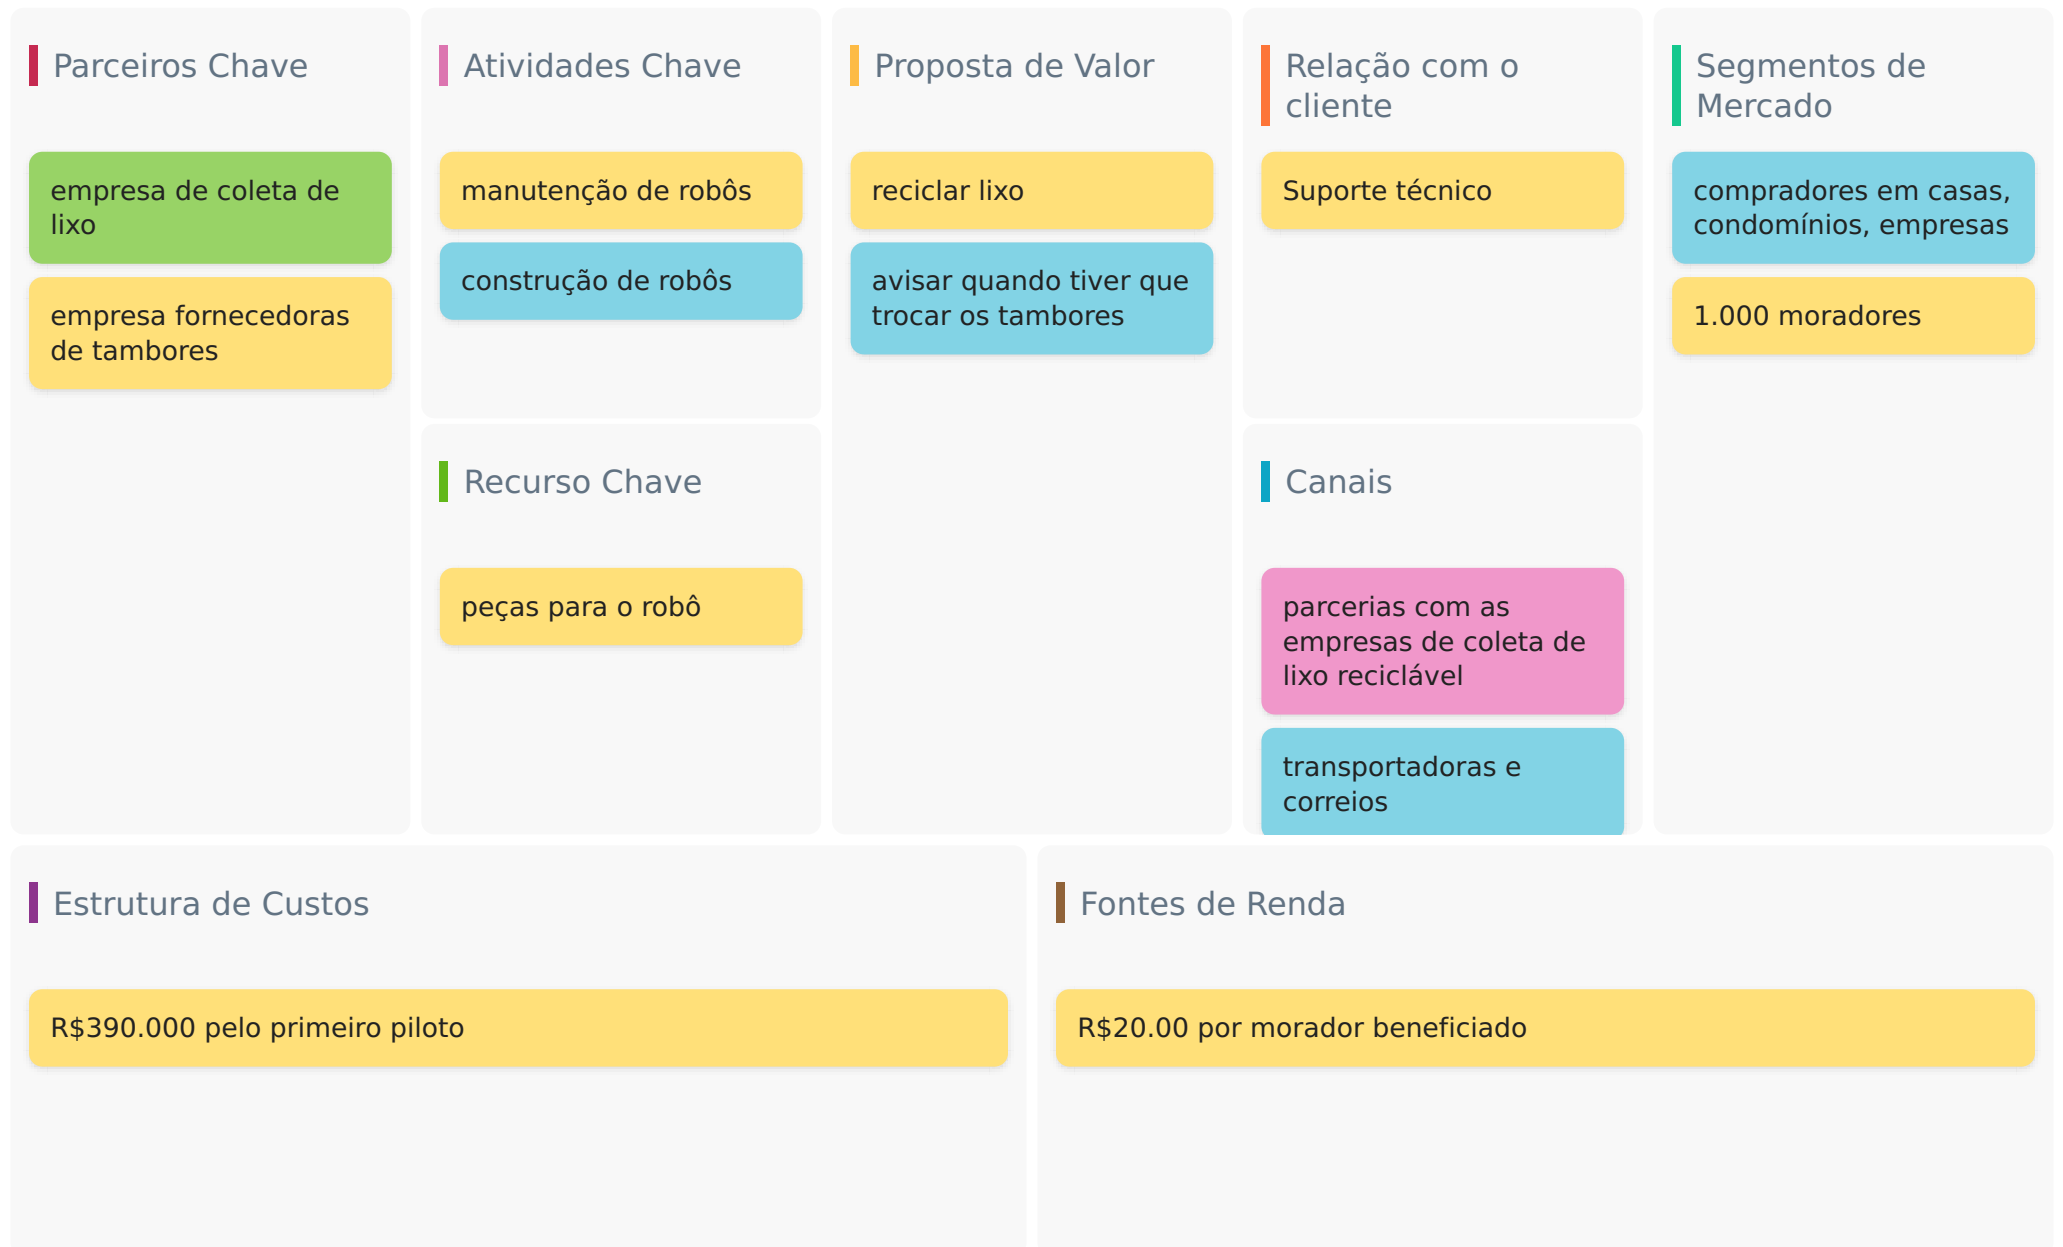 Parceiros Chave
empresa de coleta de
lixo
empresa fornecedoras
de tambores
Atividades Chave
manutenção de robôs
construção de robôs
Recurso Chave
peças para o robô
Proposta de Valor
reciclar lixo
avisar quando tiver que
trocar os tambores
Relação com o
cliente
Suporte técnico
Canais
parcerias com as
empresas de coleta de
lixo reciclável
transportadoras e
correios
Segmentos de
Mercado
compradores em casas,
condomínios, empresas
1.000 moradores
Estrutura de Custos
R$390.000 pelo primeiro piloto
Fontes de Renda
R$20.00 por morador beneficiado